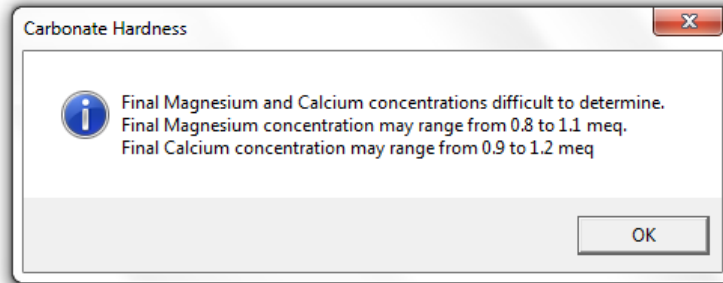 Carbonate Hardness
Final Magnesium and Calcium concentrations difficult to determine.
Final Magnesium concentration may range from 0.8 to 1.1 meq.
Final Calcium concentration may range from 0.9 to 1.2 meq
OK